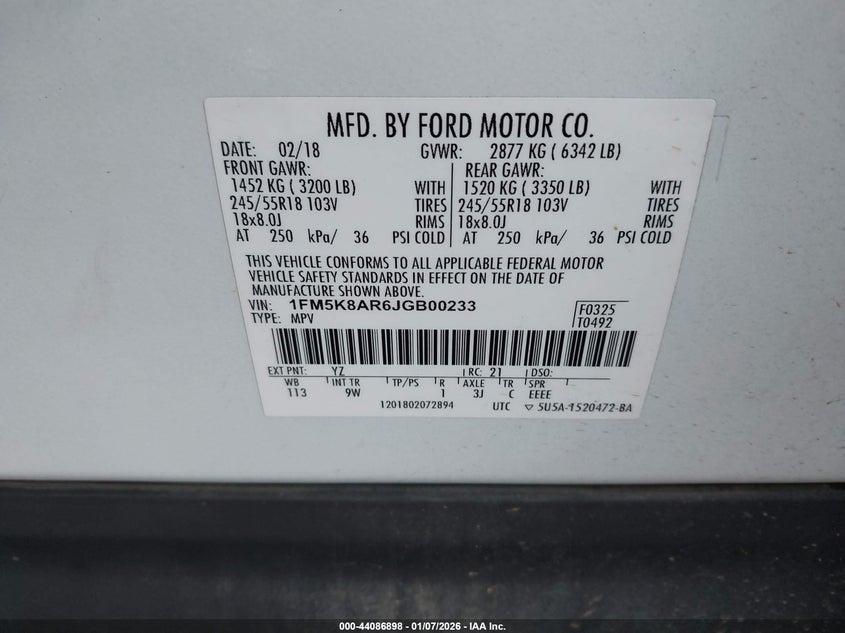 MFD. BY FORD MOTOR CO.
DATE: 02/18 GVWR: 2877 KG ( 6342 LB)
FRONT GAWR: REAR GAWR:
1452 KG ( 3200 LB) WITH 1520 KG ( 3350 LB) WITH
245/55R18 103V TIRES 245/55R18 103V TIRES
18x8.0J RIMS 18x8.0J RIMS
AT 250 kPa/ 36 PSI COLD AT 250 kPa/ 36 PSI COLD
THIS VEHICLE CONFORMS TO ALL APPLICABLE FEDERAL MOTOR
VEHICLE SAFETY STANDARDS IN EFFECT ON THE DATE OF
MANUFACTURE SHOWN ABOVE.
VIN: 1FM5K8AR6JGB00233 F0325
TYPE: MPV T0492
EXT PNT: YZ RC: 21 DSO:
WB INT TR TP/PS R AXLE TR SPR
113 9W 1 3J C EEEE
1201802072894 UTC ▽ 5U5A-1520472-BA
000-44086898 - 01/07/2026 - IAA Inc.